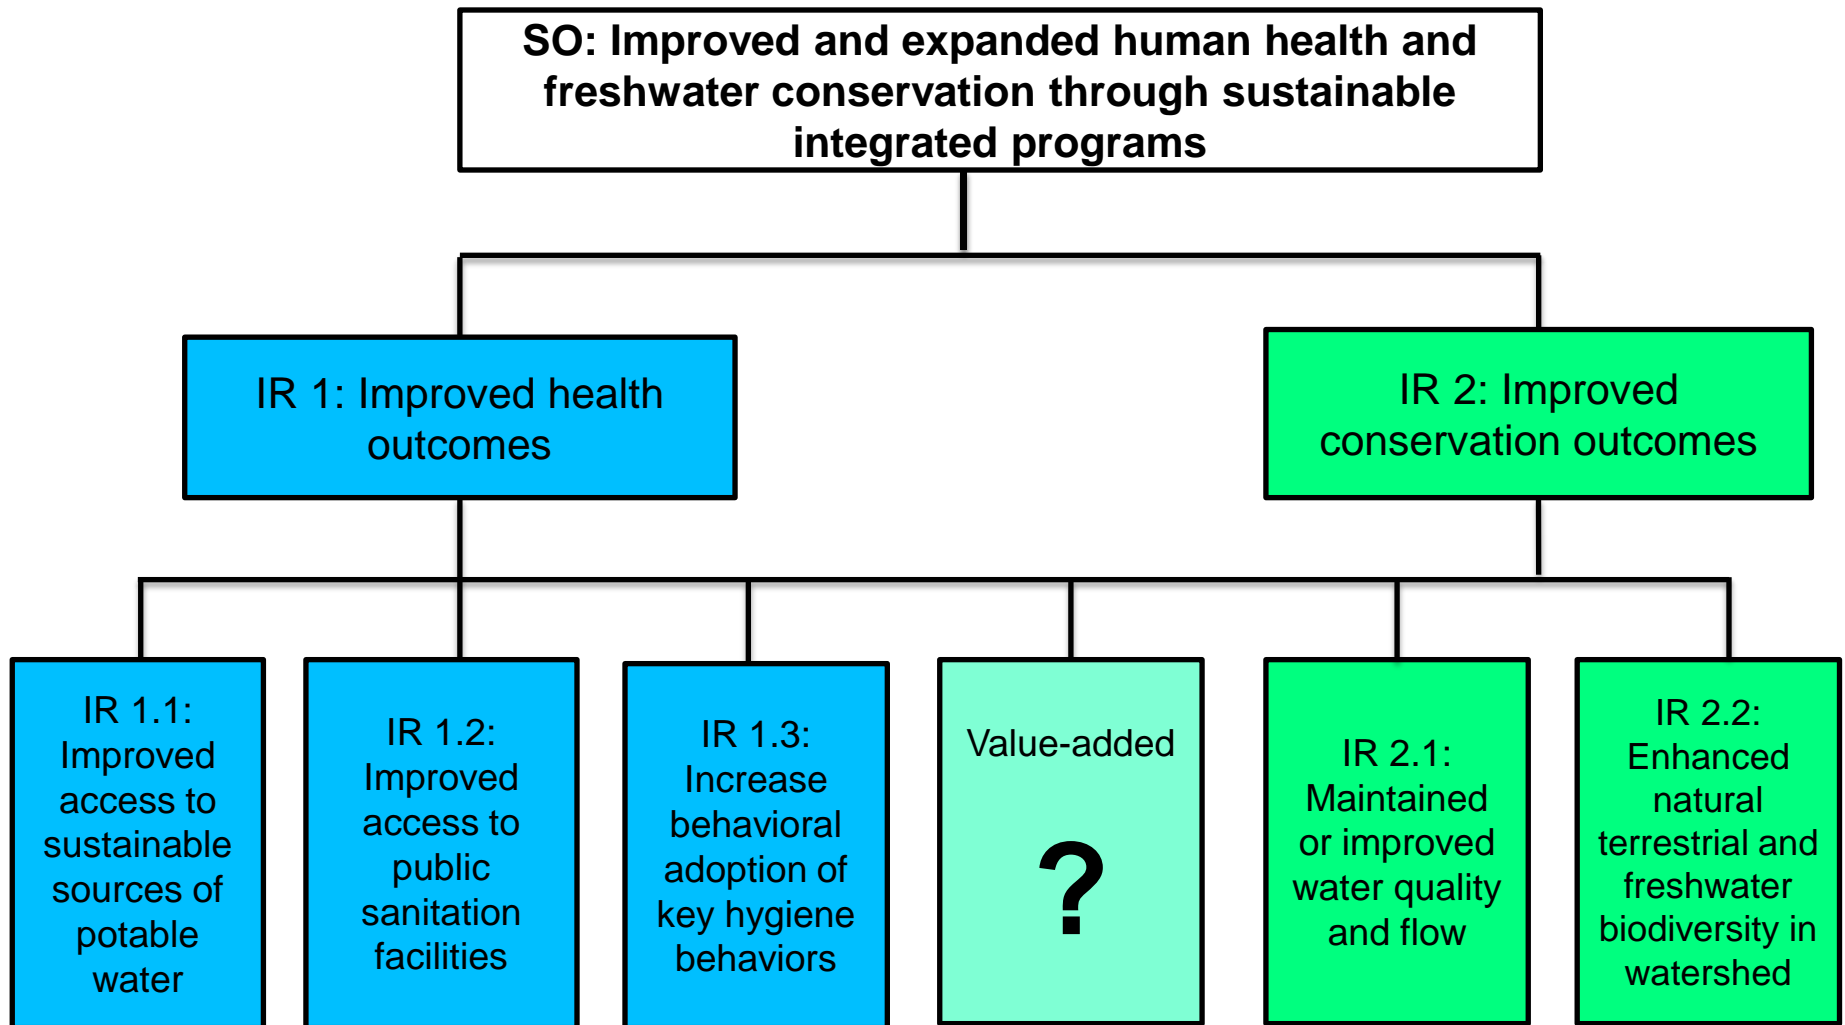 SO: Improved and expanded human health and
freshwater conservation through sustainable
integrated programs
IR 1: Improved health
outcomes
IR 2: Improved
conservation outcomes
IR 1.1:
Improved
access to
sustainable
sources of
potable
water
IR 1.2:
Improved
access to
public
sanitation
facilities
IR 1.3:
Increase
behavioral
adoption of
key hygiene
behaviors
Value-added
?
IR 2.1:
Maintained
or improved
water quality
and flow
IR 2.2:
Enhanced
natural
terrestrial and
freshwater
biodiversity in
watershed